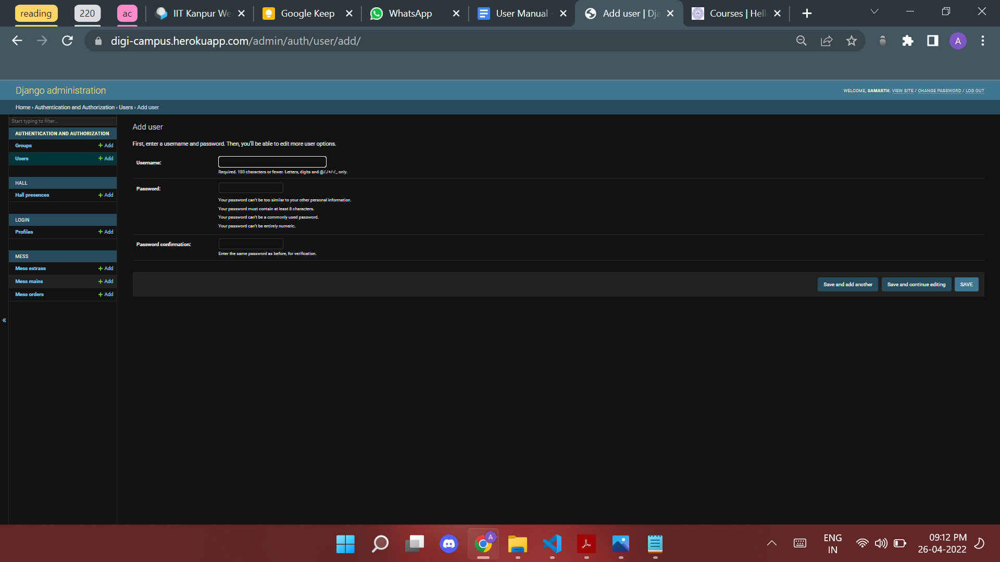 reading 220 ac IIT Kanpur We Google Keep WhatsApp User Manual - Add user | Dja Courses | Hell
digi-campus.herokuapp.com/admin/auth/user/add/ A
Django administration
WELCOME, SAMARTH. VIEW SITE / CHANGE PASSWORD / LOG OUT
Home › Authentication and Authorization › Users › Add user
Start typing to filter...
AUTHENTICATION AND AUTHORIZATION
Groups + Add
Users + Add
HALL
Hall presences + Add
LOGIN
Profiles + Add
MESS
Mess extrass + Add
Mess mains + Add
Mess orders + Add
«
Add user
First, enter a username and password. Then, you'll be able to edit more user options.
Username:
Required. 150 characters or fewer. Letters, digits and @/./+/-/_ only.
Password:
Your password can't be too similar to your other personal information.
Your password must contain at least 8 characters.
Your password can't be a commonly used password.
Your password can't be entirely numeric.
Password confirmation:
Enter the same password as before, for verification.
Save and add another Save and continue editing SAVE
A
ENG
IN
09:12 PM
26-04-2022